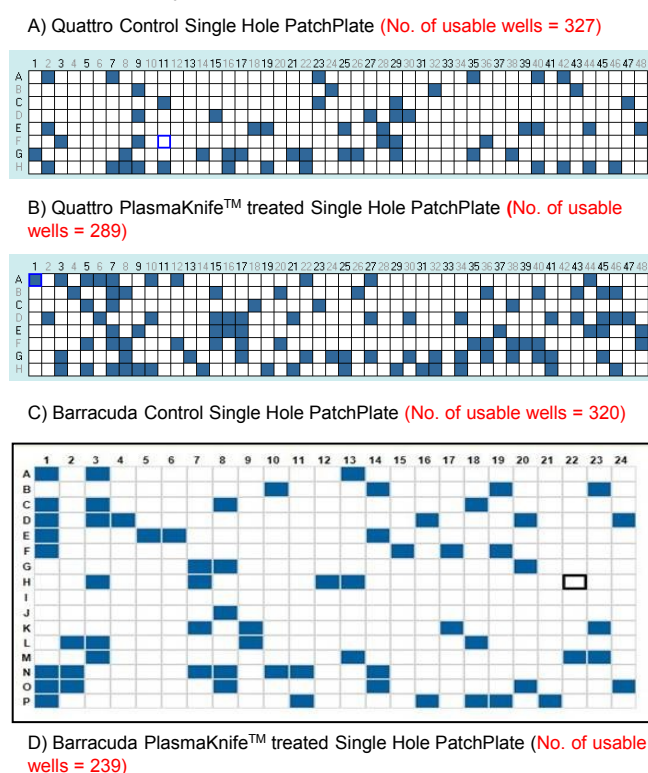 A) Quattro Control Single Hole PatchPlate (No. of usable wells = 327)
1 2 3 4 5 6 7 8 9 10 11 12 13 14 15 16 17 18 19 20 21 22 23 24 25 26 27 28 29 30 31 32 33 34 35 36 37 38 39 40 41 42 43 44 45 46 47 48
A
B
C
D
E
F
G
H
B) Quattro PlasmaKnife™ treated Single Hole PatchPlate (No. of usable
wells = 289)
1 2 3 4 5 6 7 8 9 10 11 12 13 14 15 16 17 18 19 20 21 22 23 24 25 26 27 28 29 30 31 32 33 34 35 36 37 38 39 40 41 42 43 44 45 46 47 48
A
B
C
D
E
F
G
H
C) Barracuda Control Single Hole PatchPlate (No. of usable wells = 320)
1 2 3 4 5 6 7 8 9 10 11 12 13 14 15 16 17 18 19 20 21 22 23 24
A
B
C
D
E
F
G
H
I
J
K
L
M
N
O
P
D) Barracuda PlasmaKnife™ treated Single Hole PatchPlate (No. of usable
wells = 239)